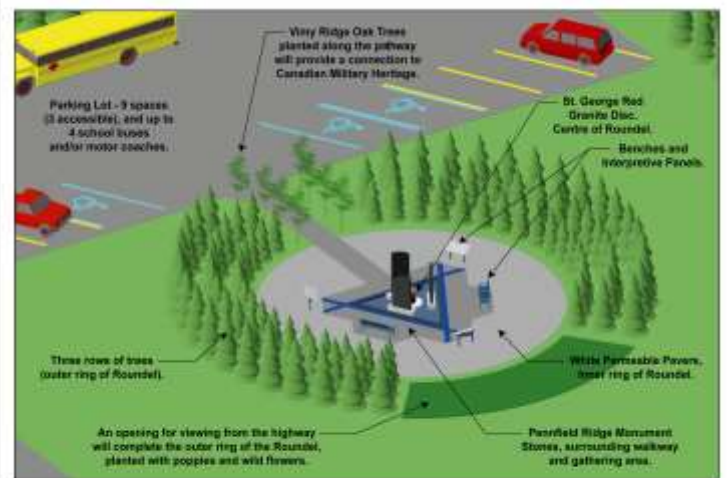 Vimy Ridge Oak Trees
planted along the pathway
will provide a connection to
Canadian Military Heritage.
Parking Lot - 9 spaces
(3 accessible), and up to
4 school buses
and/or motor coaches.
St. George Red
Granite Disc,
Centre of Roundel.
Benches and
Interpretive Panels.
Three rows of trees
(outer ring of Roundel).
White Permeable Pavers,
inner ring of Roundel.
An opening for viewing from the highway
will complete the outer ring of the Roundel,
planted with poppies and wild flowers.
Pennfield Ridge Monument
Stones, surrounding walkway
and gathering area.